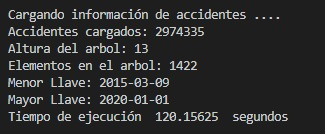 Cargando información de accidentes ....
Accidentes cargados: 2974335
Altura del arbol: 13
Elementos en el arbol: 1422
Menor Llave: 2015-03-09
Mayor Llave: 2020-01-01
Tiempo de ejecución  120.15625  segundos